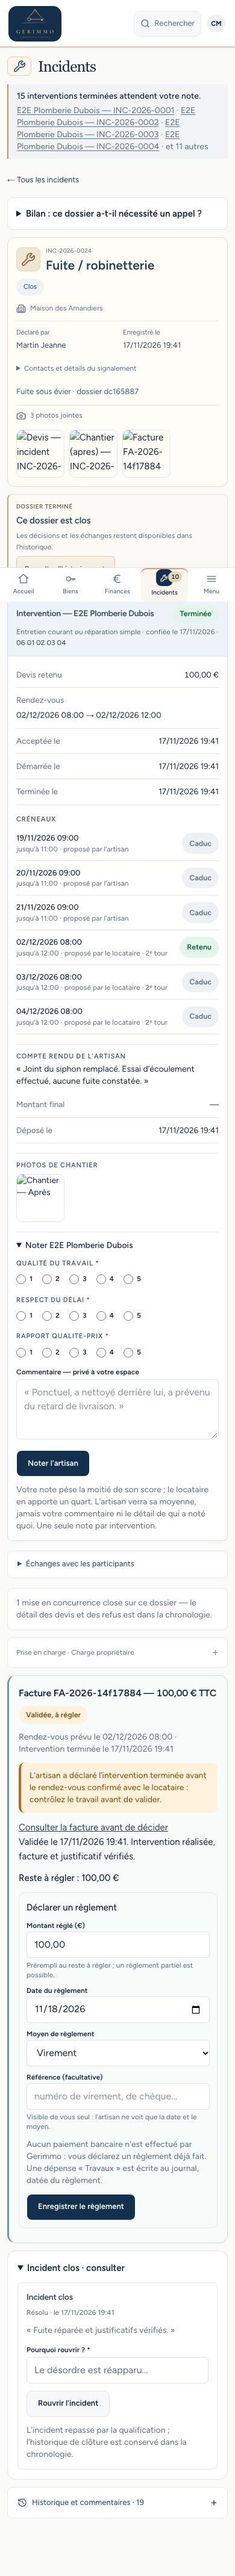 GERIMMO
Rechercher
CM
Incidents
15 interventions terminées attendent votre note.
E2E Plomberie Dubois — INC-2026-0001 · E2E
Plomberie Dubois — INC-2026-0002 · E2E
Plomberie Dubois — INC-2026-0003 · E2E
Plomberie Dubois — INC-2026-0004 · et 11 autres
← Tous les incidents
▶ Bilan : ce dossier a-t-il nécessité un appel ?
INC-2026-0024
Fuite / robinetterie
Clos
Maison des Amandiers
Déclaré par
Martin Jeanne
Enregistré le
17/11/2026 19:41
▶ Contacts et détails du signalement
Fuite sous évier · dossier dc165887
3 photos jointes
Devis — incident INC-2026-
Chantier (apres) — INC-2026-
Facture FA-2026-14f17884
DOSSIER TERMINÉ
Ce dossier est clos
Les décisions et les échanges restent disponibles dans
l'historique.
Accueil
Biens
Finances
10
Incidents
Menu
Intervention — E2E Plomberie Dubois
Terminée
Entretien courant ou réparation simple · confiée le 17/11/2026 ·
06 01 02 03 04
Devis retenu
100,00 €
Rendez-vous
02/12/2026 08:00 → 02/12/2026 12:00
Acceptée le
17/11/2026 19:41
Démarrée le
17/11/2026 19:41
Terminée le
17/11/2026 19:41
CRÉNEAUX
19/11/2026 09:00
jusqu'à 11:00 · proposé par l'artisan
Caduc
20/11/2026 09:00
jusqu'à 11:00 · proposé par l'artisan
Caduc
21/11/2026 09:00
jusqu'à 11:00 · proposé par l'artisan
Caduc
02/12/2026 08:00
jusqu'à 12:00 · proposé par le locataire · 2ᵉ tour
Retenu
03/12/2026 08:00
jusqu'à 12:00 · proposé par le locataire · 2ᵉ tour
Caduc
04/12/2026 08:00
jusqu'à 12:00 · proposé par le locataire · 2ᵉ tour
Caduc
COMPTE RENDU DE L'ARTISAN
« Joint du siphon remplacé. Essai d'écoulement
effectué, aucune fuite constatée. »
Montant final
—
Déposé le
17/11/2026 19:41
PHOTOS DE CHANTIER
Chantier — Après
▼ Noter E2E Plomberie Dubois
QUALITÉ DU TRAVAIL *
1 2 3 4 5
RESPECT DU DÉLAI *
1 2 3 4 5
RAPPORT QUALITÉ-PRIX *
1 2 3 4 5
Commentaire — privé à votre espace
« Ponctuel, a nettoyé derrière lui, a prévenu
du retard de livraison. »
Noter l'artisan
Votre note pèse la moitié de son score ; le locataire
en apporte un quart. L'artisan verra sa moyenne,
jamais votre commentaire ni le détail de qui a noté
quoi. Une seule note par intervention.
▶ Échanges avec les participants
1 mise en concurrence close sur ce dossier — le
détail des devis et des refus est dans la chronologie.
Prise en charge · Charge propriétaire
+
Facture FA-2026-14f17884 — 100,00 € TTC
Validée, à régler
Rendez-vous prévu le 02/12/2026 08:00 ·
Intervention terminée le 17/11/2026 19:41
L'artisan a déclaré l'intervention terminée avant
le rendez-vous confirmé avec le locataire :
contrôlez le travail avant de valider.
Consulter la facture avant de décider
Validée le 17/11/2026 19:41. Intervention réalisée,
facture et justificatif vérifiés.
Reste à régler : 100,00 €
Déclarer un règlement
Montant réglé (€)
100,00
Prérempli au reste à régler ; un règlement partiel est
possible.
Date du règlement
11/18/2026
Moyen de règlement
Virement
Référence (facultative)
numéro de virement, de chèque...
Visible de vous seul : l'artisan ne voit que la date et le
moyen.
Aucun paiement bancaire n'est effectué par
Gerimmo : vous déclarez un règlement déjà fait.
Une dépense « Travaux » est écrite au journal,
datée du règlement.
Enregistrer le règlement
▼ Incident clos · consulter
Incident clos
Résolu · le 17/11/2026 19:41
« Fuite réparée et justificatifs vérifiés. »
Pourquoi rouvrir ? *
Le désordre est réapparu...
Rouvrir l'incident
L'incident repasse par la qualification ;
l'historique de clôture est conservé dans la
chronologie.
Historique et commentaires · 19
+